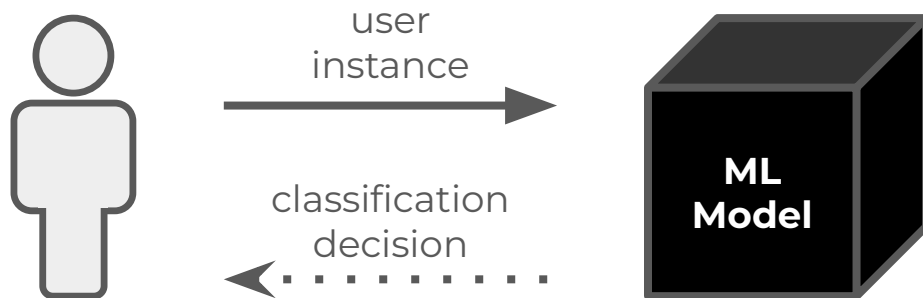 user
instance
classification
decision
ML
Model